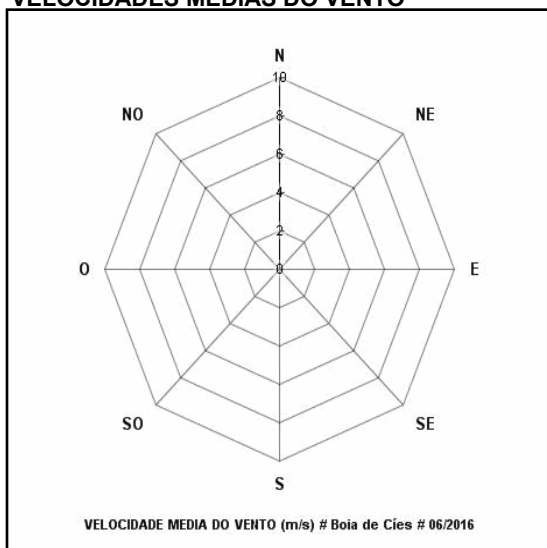 VELOCIDADES MEDIAS DO VENTO
N
10
NO
NE
8
6
4
2
O
0
E
SO
SE
S
VELOCIDADE MEDIA DO VENTO (m/s) # Boia de Cíes # 06/2016